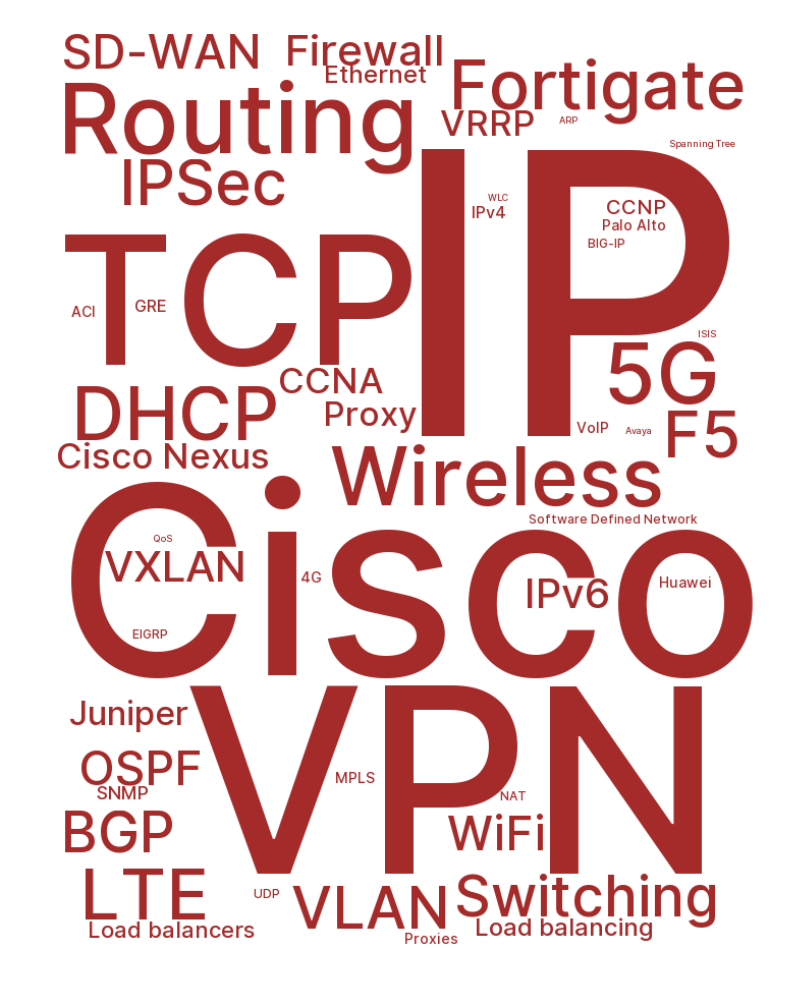 SD-WAN
Firewall
Ethernet
Fortigate
Routing
VRRP
ARP
Spanning Tree
IPSec
IP
WLC
IPv4
CCNP
Palo Alto
BIG-IP
TCP
ACI
GRE
ISIS
5G
CCNA
DHCP
Proxy
VoIP
Avaya
F5
Cisco Nexus
Wireless
Software Defined Network
Cisco
QoS
VXLAN
4G
IPv6
Huawei
EIGRP
Juniper
VPN
OSPF
MPLS
SNMP
NAT
BGP
WiFi
LTE
UDP
VLAN
Switching
Load balancers
Load balancing
Proxies